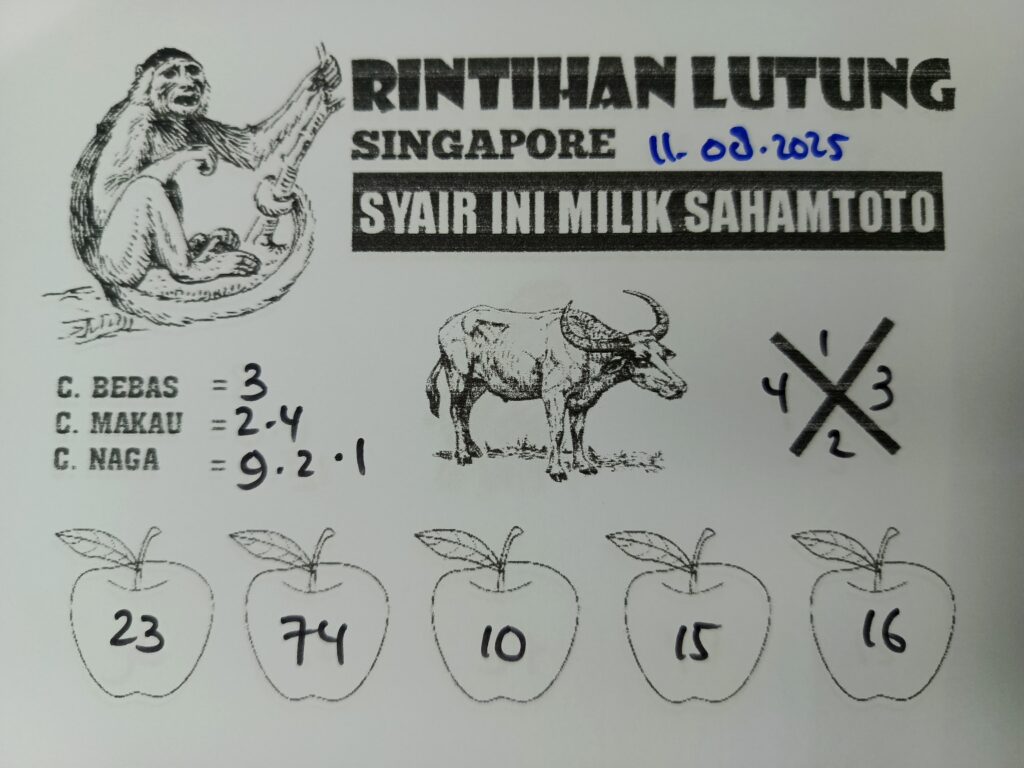 RINTIHAN LUTUNG
SINGAPORE 11.08.2025
SYAIR INI MILIK SAHAMTOTO
C. BEBAS = 3
C. MAKAU = 2.4
C. NAGA = 9.2.1
1
4 3
2
23 74 10 15 16